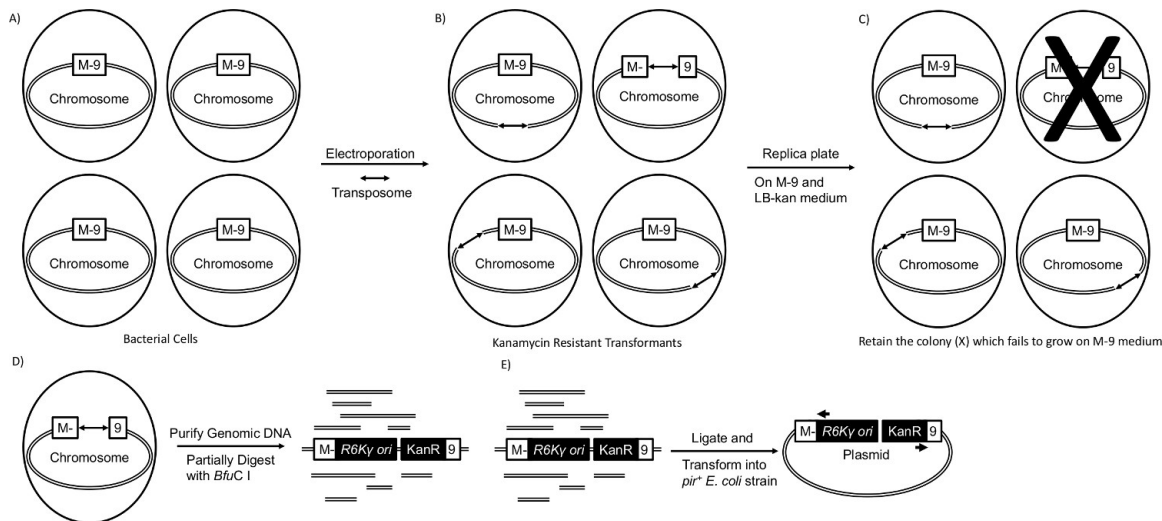 A)
M-9
Chromosome
M-9
Chromosome
M-9
Chromosome
M-9
Chromosome
Bacterial Cells
Electroporation
Transposome
B)
M-9
Chromosome
M- 9
Chromosome
M-9
Chromosome
M-9
Chromosome
Kanamycin Resistant Transformants
Replica plate
On M-9 and
LB-kan medium
C)
M-9
Chromosome
M- 9
Chromosome
M-9
Chromosome
M-9
Chromosome
Retain the colony (X) which fails to grow on M-9 medium
D)
M- 9
Chromosome
Purify Genomic DNA
Partially Digest
with BfuC I
M- R6Kγ ori KanR 9
E)
M- R6Kγ ori KanR 9
Ligate and
Transform into
pir⁺ E. coli strain
M- R6Kγ ori KanR 9
Plasmid